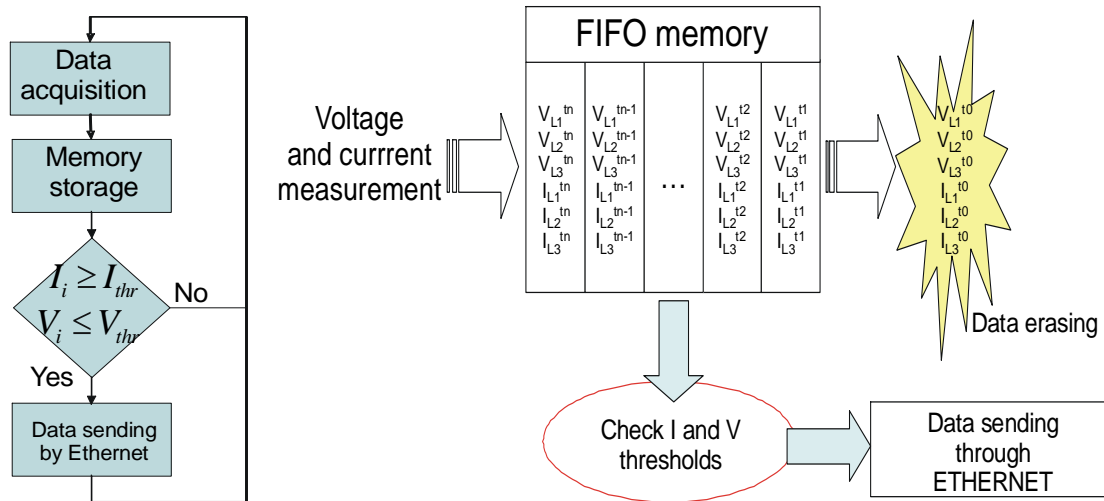 Data
acquisition
Memory
storage
I_i ≥ I_thr
V_i ≤ V_thr
No
Yes
Data sending
by Ethernet
Voltage
and currrent
measurement
FIFO memory
V_L1^tn V_L1^tn-1 V_L1^t2 V_L1^t1
V_L2^tn V_L2^tn-1 V_L2^t2 V_L2^t1
V_L3^tn V_L3^tn-1 V_L3^t2 V_L3^t1
...
I_L1^tn I_L1^tn-1 I_L1^t2 I_L1^t1
I_L2^tn I_L2^tn-1 I_L2^t2 I_L2^t1
I_L3^tn I_L3^tn-1 I_L3^t2 I_L3^t1
V_L1^t0
V_L2^t0
V_L3^t0
I_L1^t0
I_L2^t0
I_L3^t0
Data erasing
Check I and V
thresholds
Data sending
through
ETHERNET